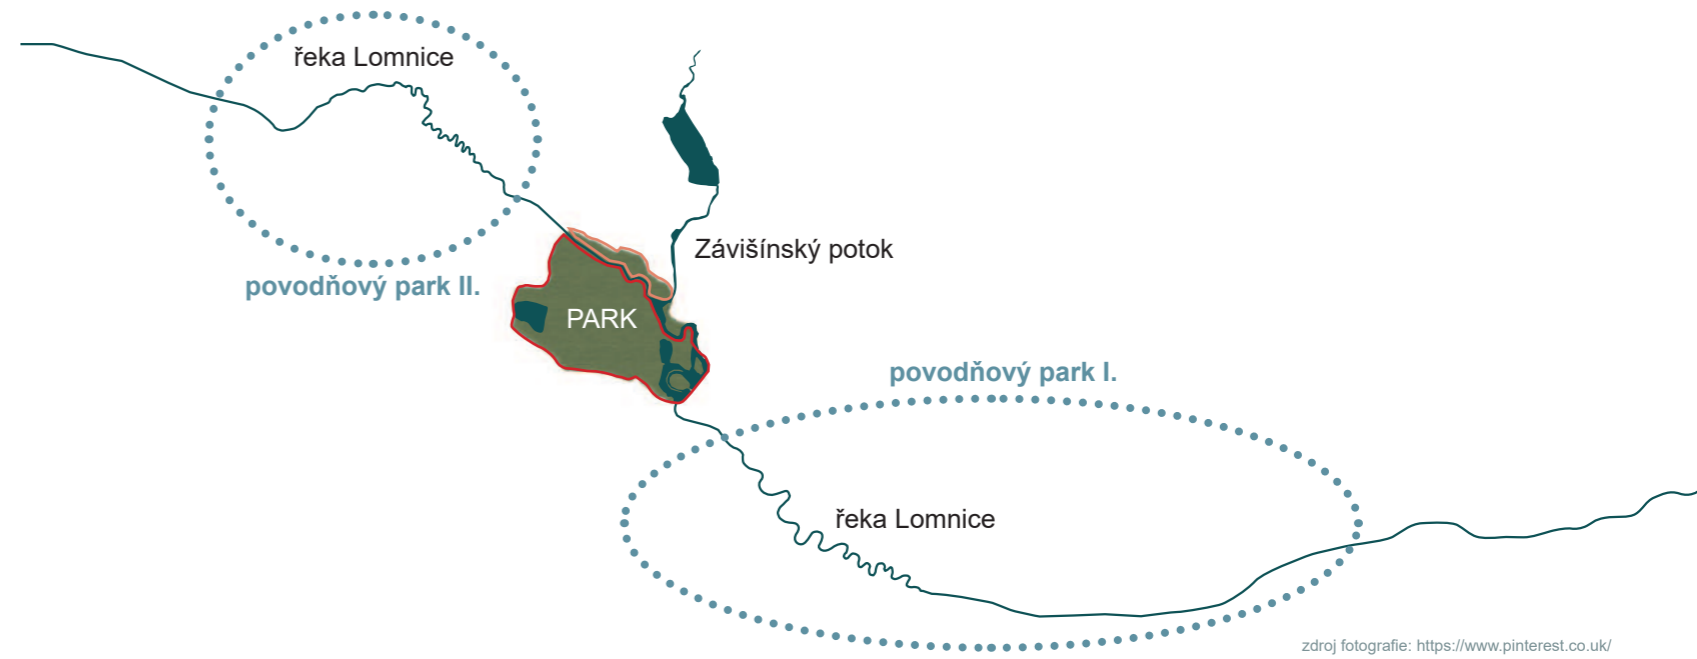 řeka Lomnice
Závišínský potok
povodňový park II.
PARK
povodňový park I.
řeka Lomnice
zdroj fotografie: https://www.pinterest.co.uk/